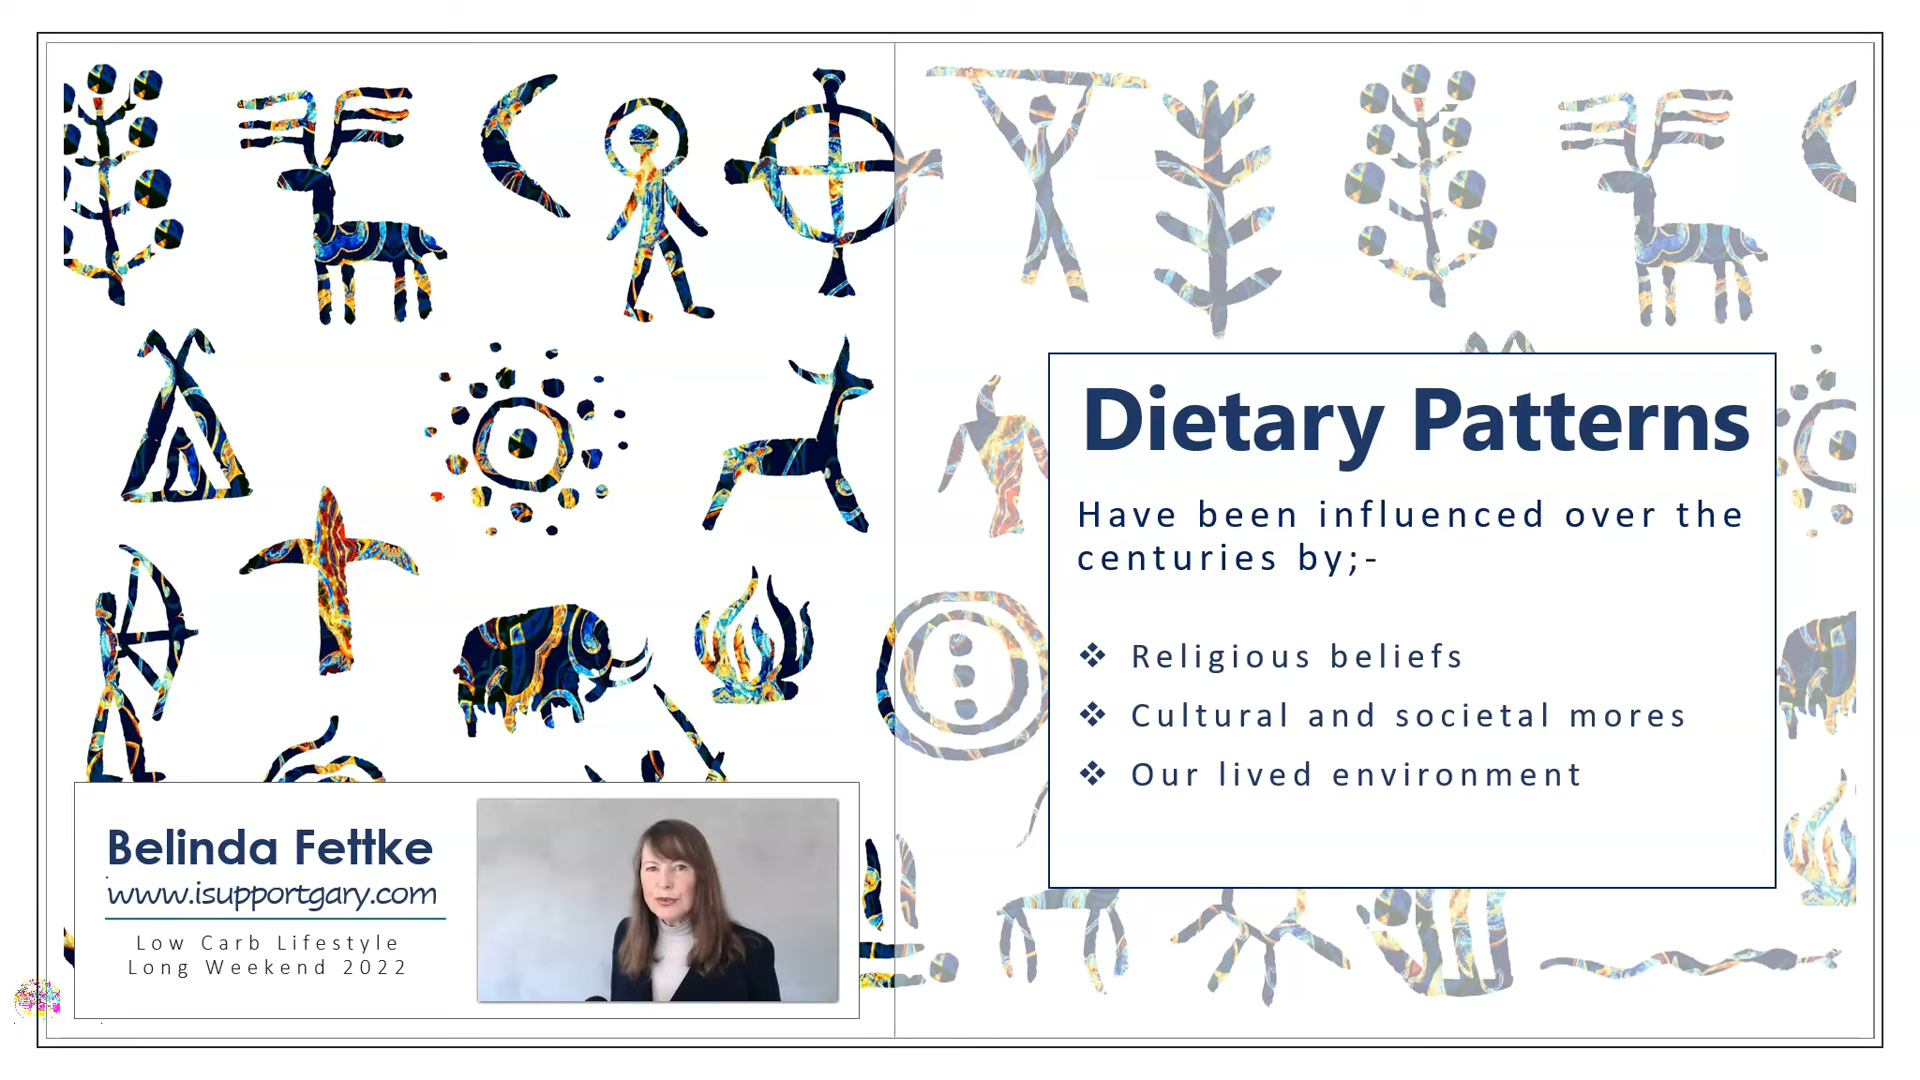 Dietary Patterns
Have been influenced over the
centuries by;-
❖ Religious beliefs
❖ Cultural and societal mores
❖ Our lived environment
Belinda Fettke
www.isupportgary.com
Low Carb Lifestyle
Long Weekend 2022